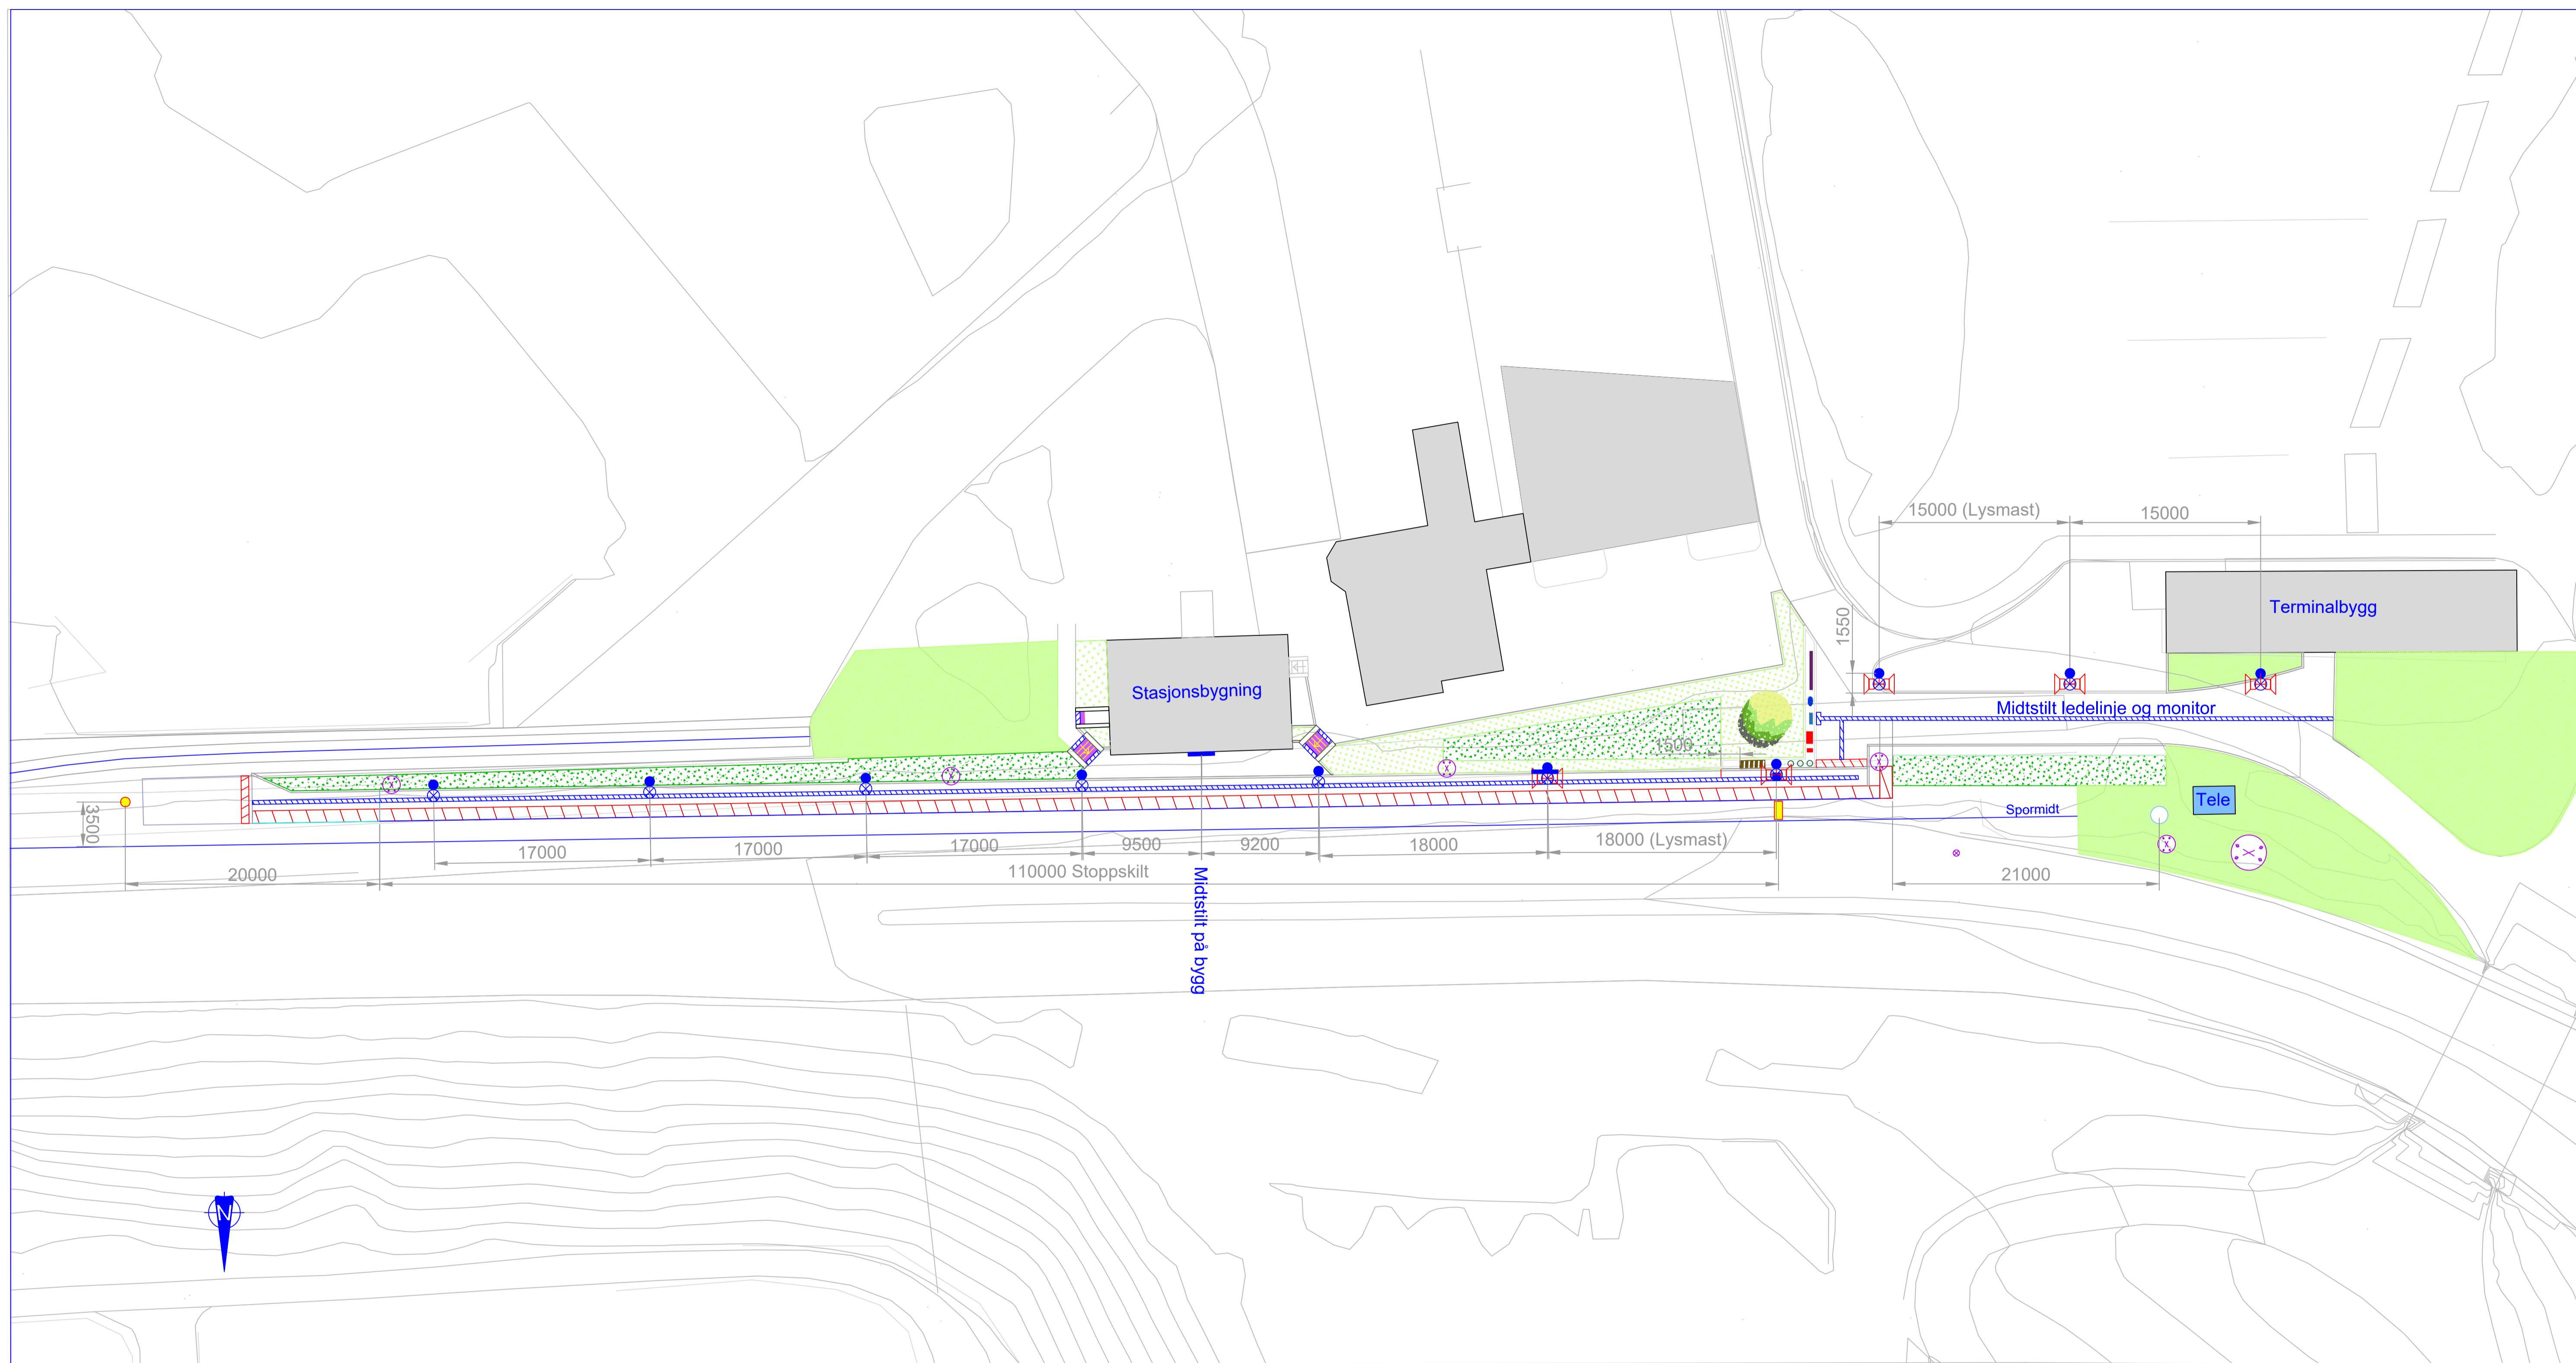 15000 (Lysmast)
15000
1550
Terminalbygg
Stasjonsbygning
Midtstilt ledelinje og monitor
1500
Tele
Spormidt
3500
17000
17000
17000
9500
9200
18000
18000 (Lysmast)
20000
110000 Stoppskilt
21000
Midtstilt på bygg
N